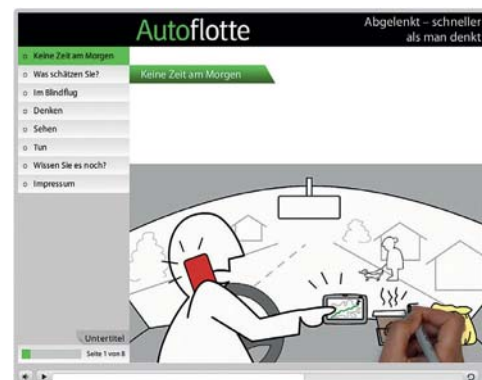 Autoflotte
Abgelenkt – schneller
als man denkt
Keine Zeit am Morgen
Was schätzen Sie?
Im Blindflug
Denken
Sehen
Tun
Wissen Sie es noch?
Impressum
Keine Zeit am Morgen
Untertitel
Seite 1 von 8